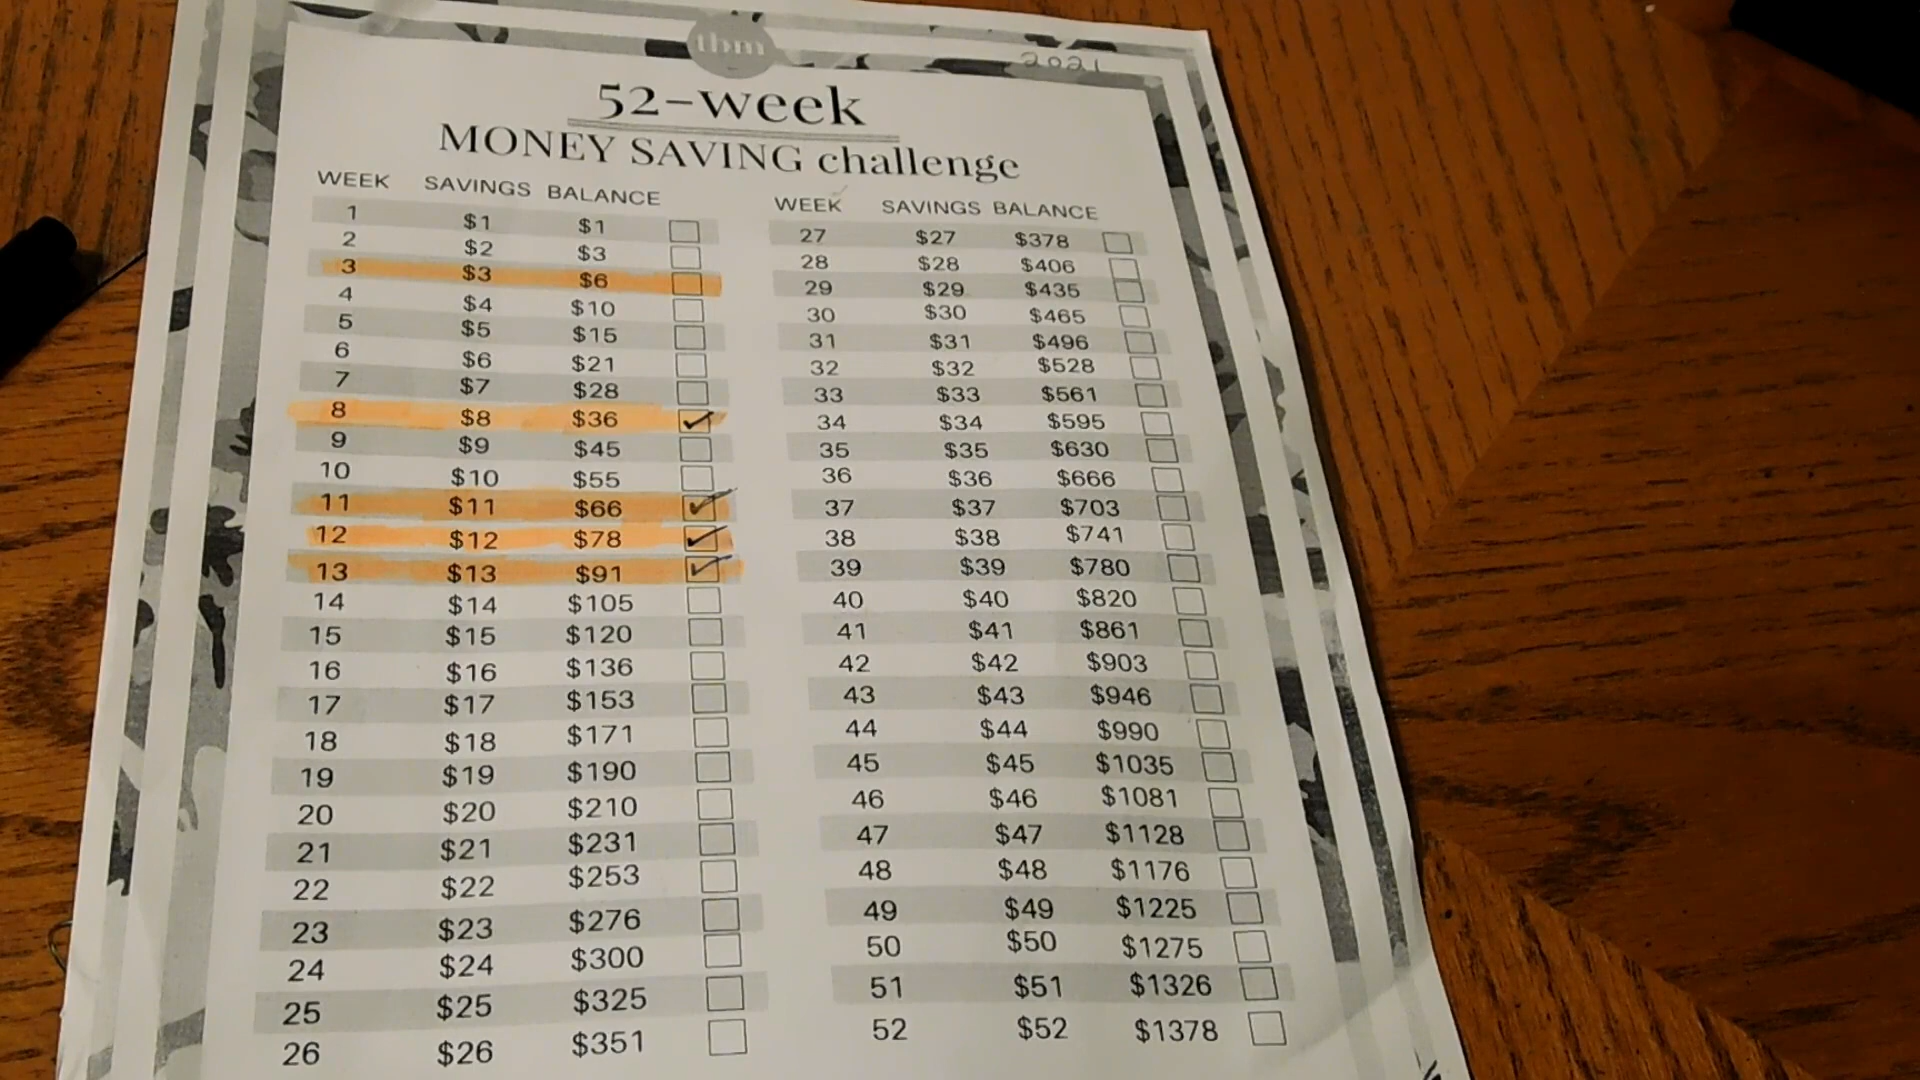 tbm
2021
52-week
MONEY SAVING challenge
WEEK SAVINGS BALANCE
1 $1 $1
2 $2 $3
3 $3 $6
4 $4 $10
5 $5 $15
6 $6 $21
7 $7 $28
8 $8 $36
9 $9 $45
10 $10 $55
11 $11 $66
12 $12 $78
13 $13 $91
14 $14 $105
15 $15 $120
16 $16 $136
17 $17 $153
18 $18 $171
19 $19 $190
20 $20 $210
21 $21 $231
22 $22 $253
23 $23 $276
24 $24 $300
25 $25 $325
26 $26 $351
WEEK SAVINGS BALANCE
27 $27 $378
28 $28 $406
29 $29 $435
30 $30 $465
31 $31 $496
32 $32 $528
33 $33 $561
34 $34 $595
35 $35 $630
36 $36 $666
37 $37 $703
38 $38 $741
39 $39 $780
40 $40 $820
41 $41 $861
42 $42 $903
43 $43 $946
44 $44 $990
45 $45 $1035
46 $46 $1081
47 $47 $1128
48 $48 $1176
49 $49 $1225
50 $50 $1275
51 $51 $1326
52 $52 $1378